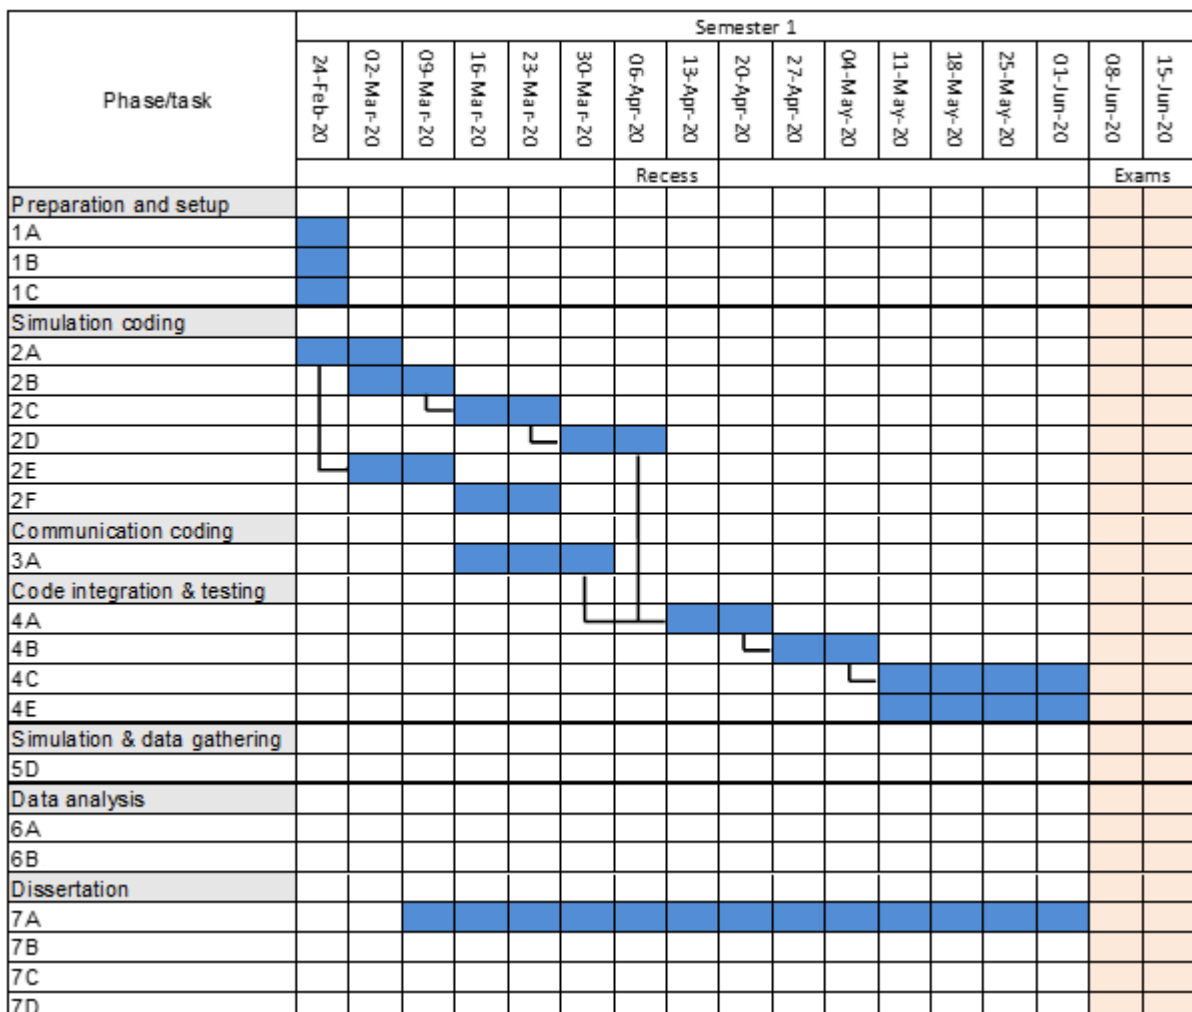 Semester 1
Phase/task
24-Feb-20
02-Mar-20
09-Mar-20
16-Mar-20
23-Mar-20
30-Mar-20
06-Apr-20
13-Apr-20
20-Apr-20
27-Apr-20
04-May-20
11-May-20
18-May-20
25-May-20
01-Jun-20
08-Jun-20
15-Jun-20
Recess
Exams
Preparation and setup
1A
1B
1C
Simulation coding
2A
2B
2C
2D
2E
2F
Communication coding
3A
Code integration & testing
4A
4B
4C
4E
Simulation & data gathering
5D
Data analysis
6A
6B
Dissertation
7A
7B
7C
7D